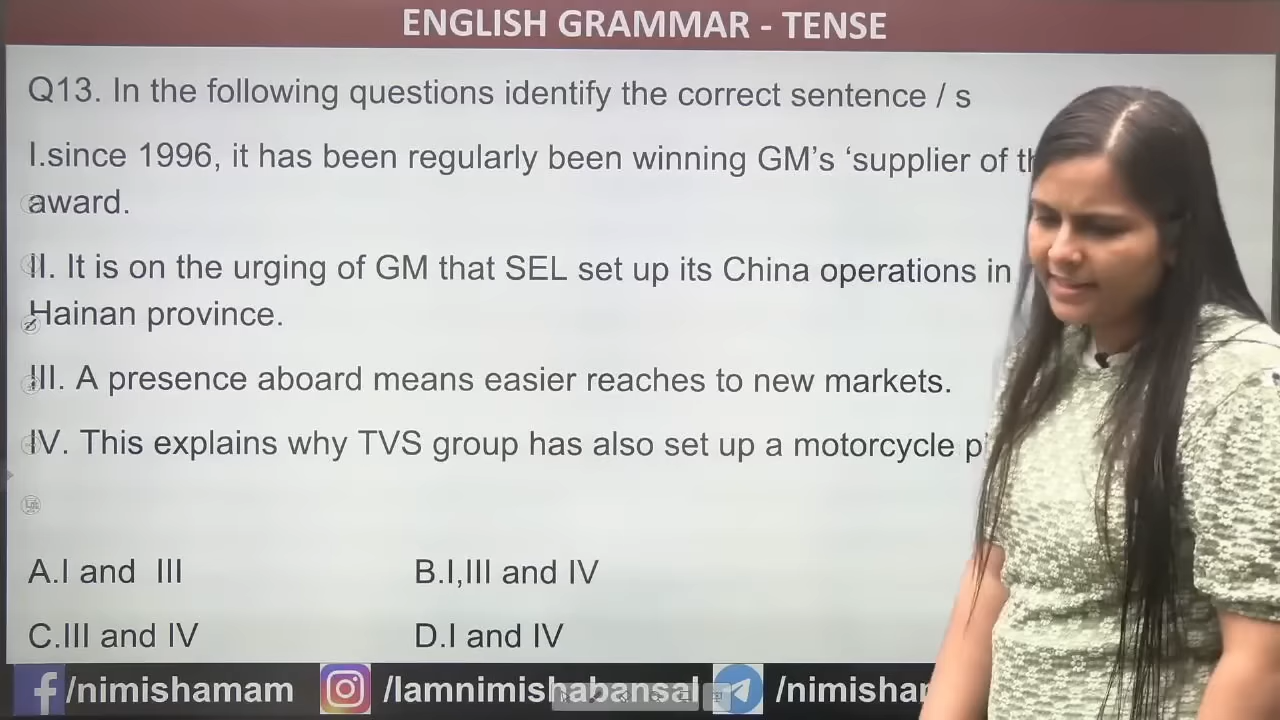 ENGLISH GRAMMAR - TENSE
Q13. In the following questions identify the correct sentence / s
I.since 1996, it has been regularly been winning GM's 'supplier of
award.
II. It is on the urging of GM that SEL set up its China operations in
Hainan province.
III. A presence aboard means easier reaches to new markets.
IV. This explains why TVS group has also set up a motorcycle
A.I and III B.I,III and IV
C.III and IV D.I and IV
/nimishamam /Iamnimishabansal